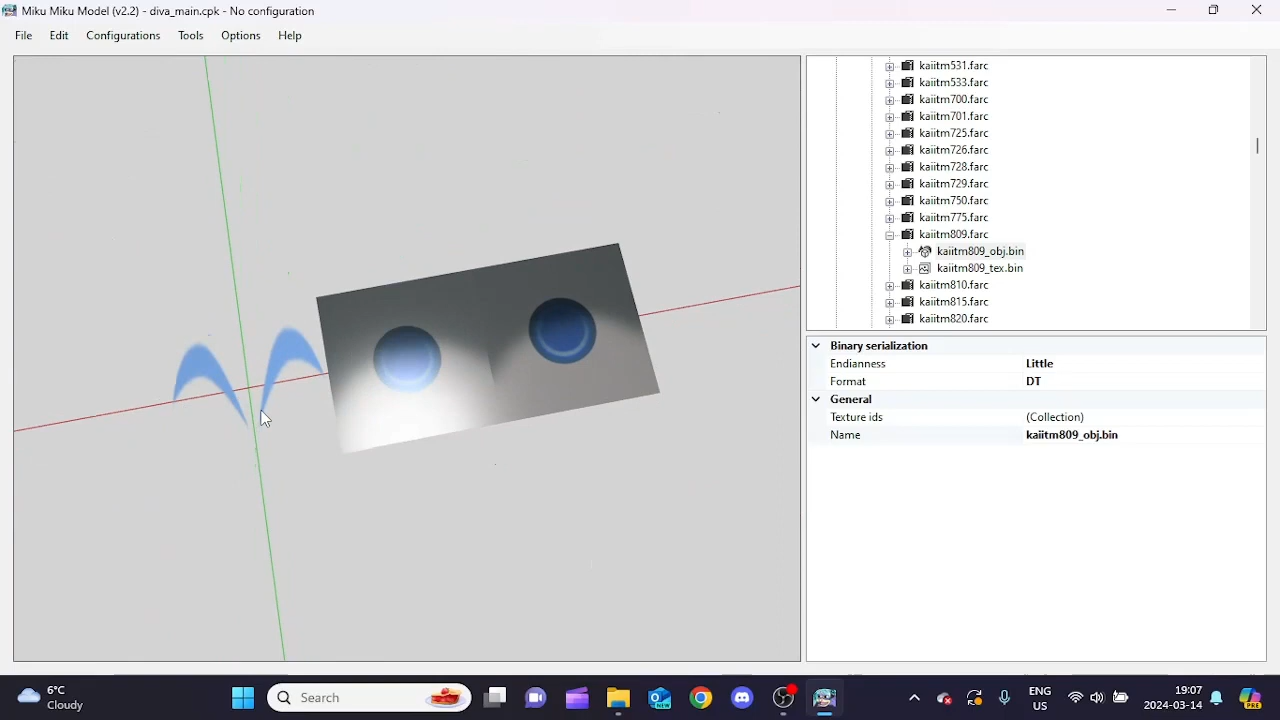 Miku Miku Model (v2.2) - diva_main.cpk - No configuration
File Edit Configurations Tools Options Help
kaiitm531.farc
kaiitm533.farc
kaiitm700.farc
kaiitm701.farc
kaiitm725.farc
kaiitm726.farc
kaiitm728.farc
kaiitm729.farc
kaiitm750.farc
kaiitm775.farc
kaiitm809.farc
kaiitm809_obj.bin
kaiitm809_tex.bin
kaiitm810.farc
kaiitm815.farc
kaiitm820.farc
Binary serialization
Endianness Little
Format DT
General
Texture ids (Collection)
Name kaiitm809_obj.bin
6°C
Cloudy
Search
NEW
ENG
US
19:07
2024-03-14
PRE